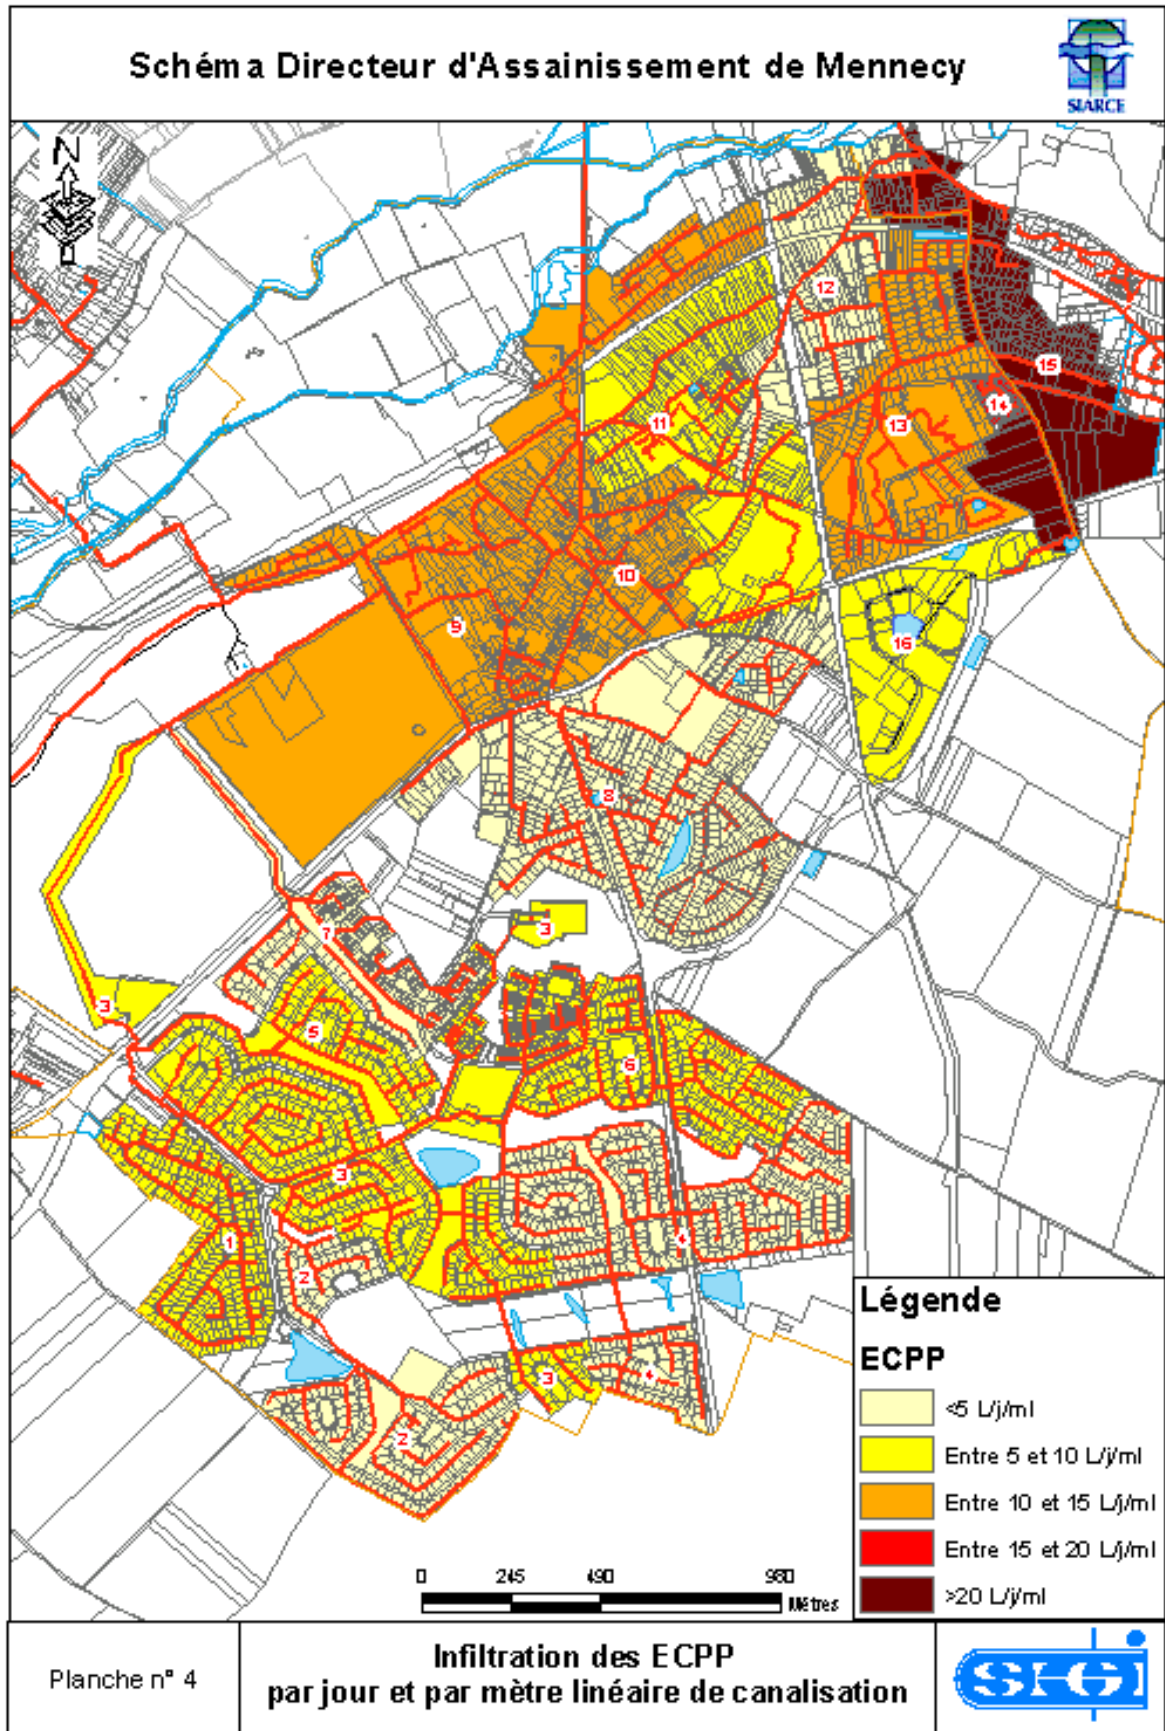 Schéma Directeur d'Assainissement de Mennecy
SIARCE
N
12
15
14
11
13
10
9
16
8
7
3
3
5
6
3
1
2
4
4
3
2
Légende
ECPP
<5 L/j/ml
Entre 5 et 10 L/j/ml
Entre 10 et 15 L/j/ml
Entre 15 et 20 L/j/ml
>20 L/j/ml
0 245 490 980
Mètres
Planche n° 4
Infiltration des ECPP
par jour et par mètre linéaire de canalisation